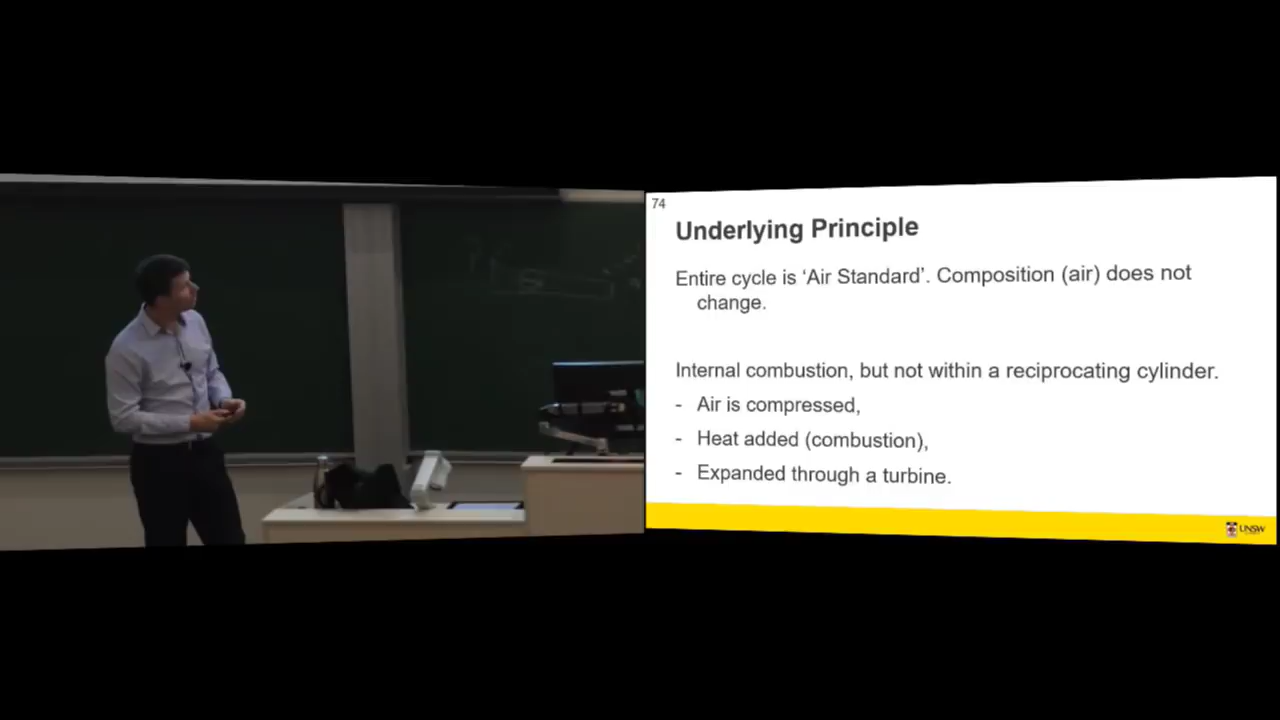 74
Underlying Principle
Entire cycle is ‘Air Standard’. Composition (air) does not
change.
Internal combustion, but not within a reciprocating cylinder.
- Air is compressed,
- Heat added (combustion),
- Expanded through a turbine.
UNSW